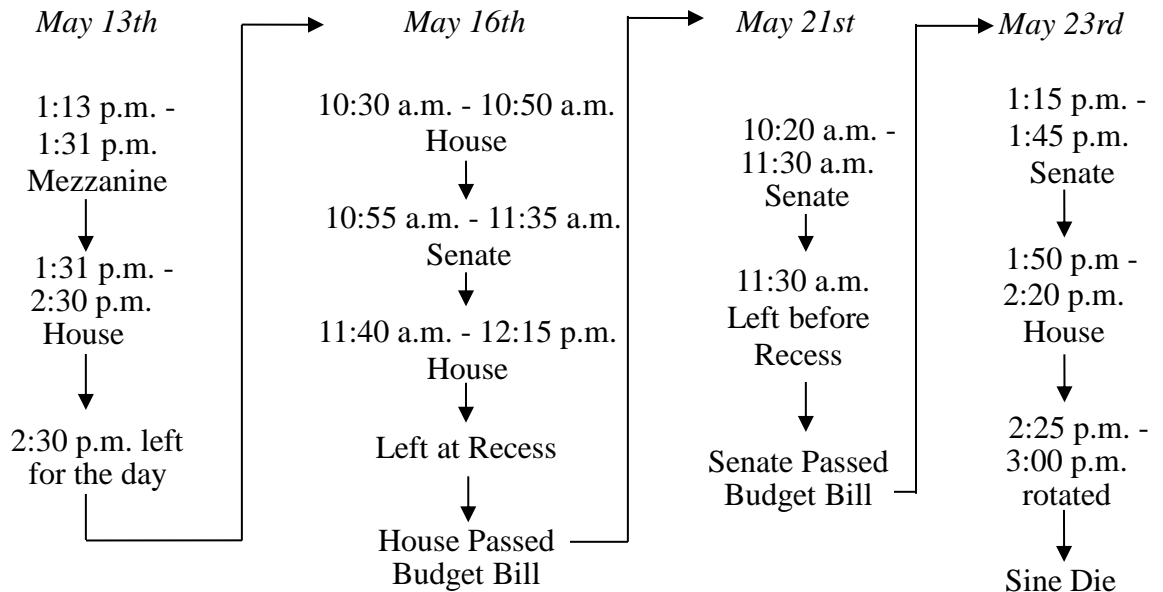 May 13th
1:13 p.m. -
1:31 p.m.
Mezzanine
1:31 p.m. -
2:30 p.m.
House
2:30 p.m. left
for the day
May 16th
10:30 a.m. - 10:50 a.m.
House
10:55 a.m. - 11:35 a.m.
Senate
11:40 a.m. - 12:15 p.m.
House
Left at Recess
House Passed
Budget Bill
May 21st
10:20 a.m. -
11:30 a.m.
Senate
11:30 a.m.
Left before
Recess
Senate Passed
Budget Bill
May 23rd
1:15 p.m. -
1:45 p.m.
Senate
1:50 p.m -
2:20 p.m.
House
2:25 p.m. -
3:00 p.m.
rotated
Sine Die